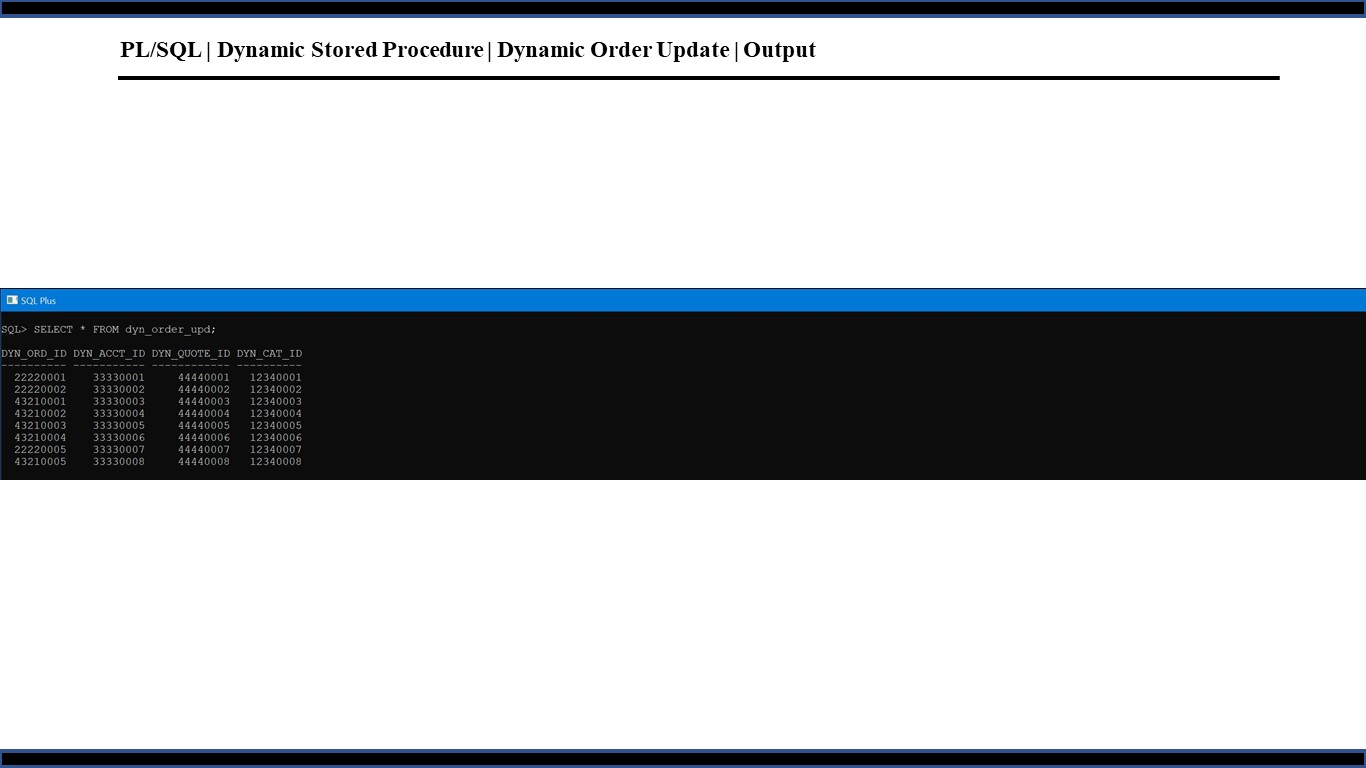 PL/SQL | Dynamic Stored Procedure | Dynamic Order Update | Output
SQL Plus
SQL> SELECT * FROM dyn_order_upd;
DYN_ORD_ID DYN_ACCT_ID DYN_QUOTE_ID DYN_CAT_ID
---------- ----------- ------------ ----------
22220001 33330001 44440001 12340001
22220002 33330002 44440002 12340002
43210001 33330003 44440003 12340003
43210002 33330004 44440004 12340004
43210003 33330005 44440005 12340005
43210004 33330006 44440006 12340006
22220005 33330007 44440007 12340007
43210005 33330008 44440008 12340008